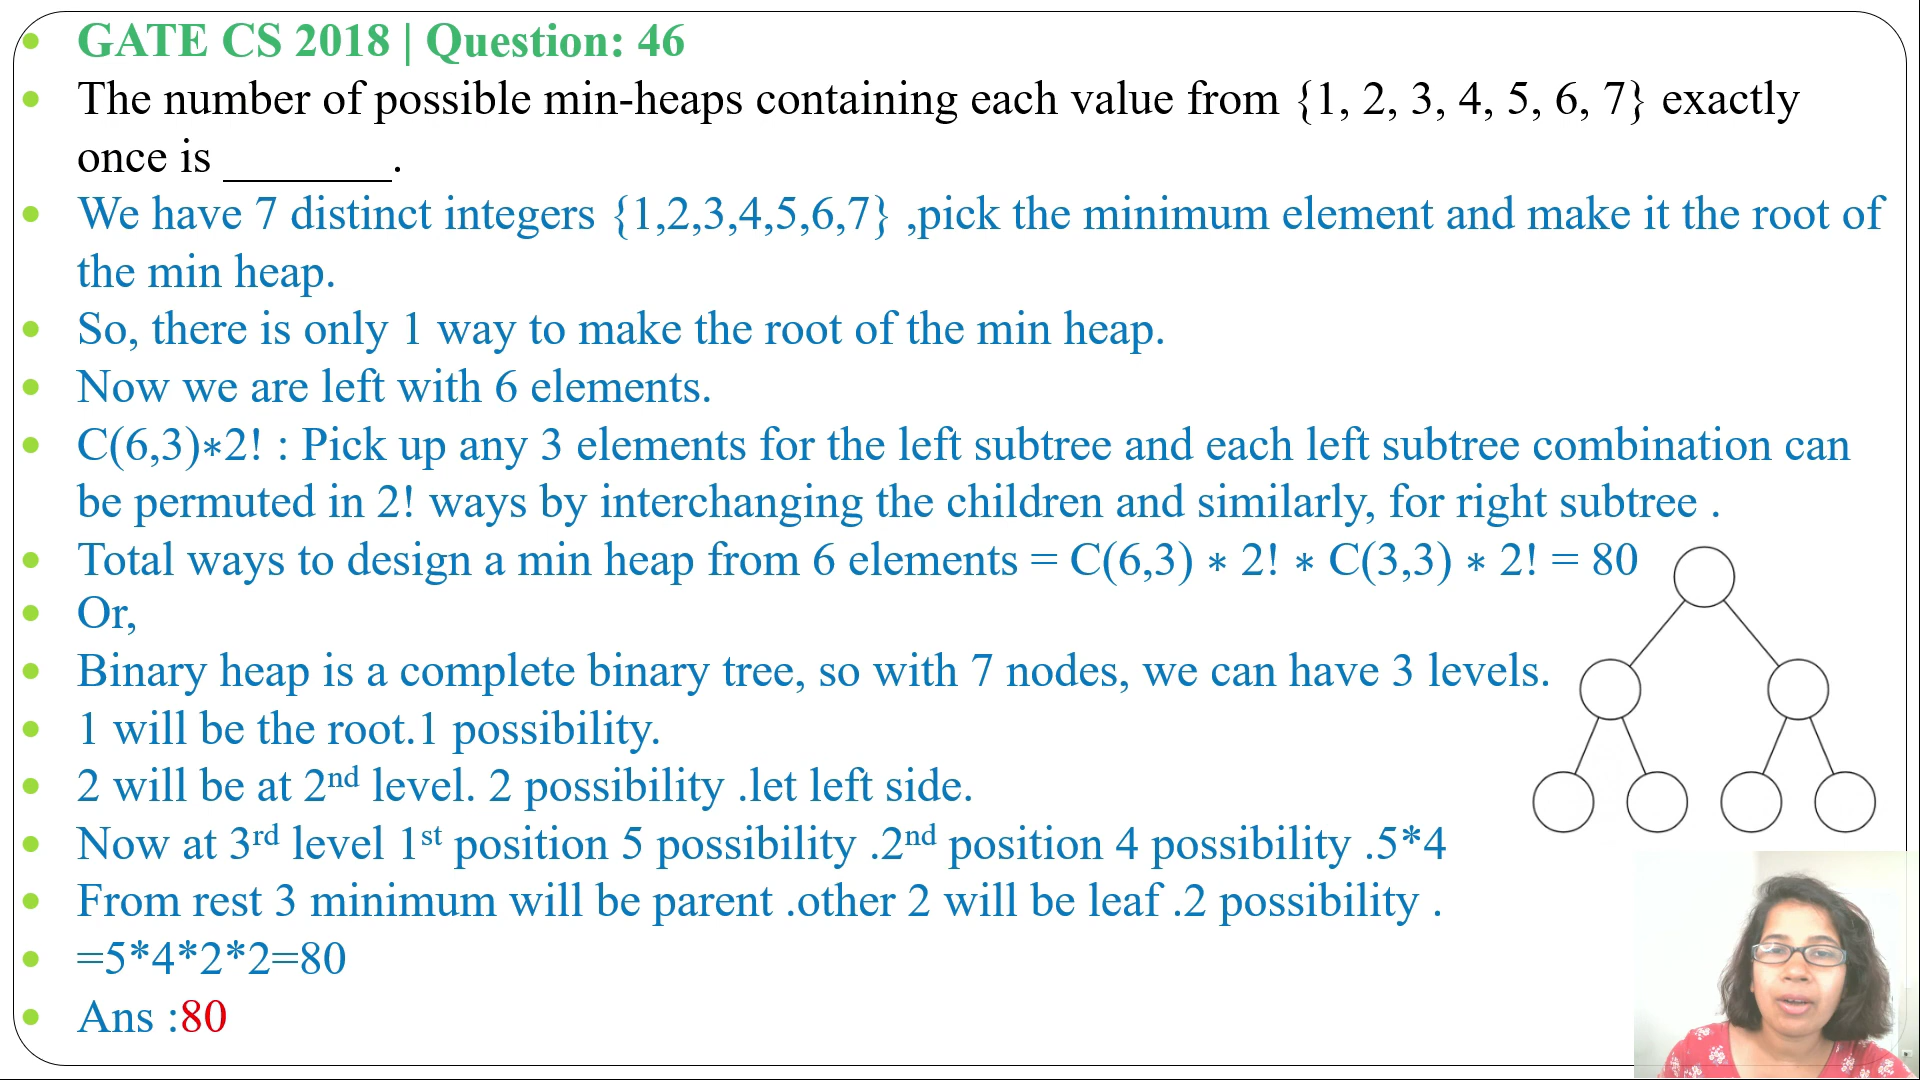 GATE CS 2018 | Question: 46
The number of possible min-heaps containing each value from {1, 2, 3, 4, 5, 6, 7} exactly
once is _______.
We have 7 distinct integers {1,2,3,4,5,6,7} ,pick the minimum element and make it the root of
the min heap.
So, there is only 1 way to make the root of the min heap.
Now we are left with 6 elements.
C(6,3)∗2! : Pick up any 3 elements for the left subtree and each left subtree combination can
be permuted in 2! ways by interchanging the children and similarly, for right subtree .
Total ways to design a min heap from 6 elements = C(6,3) ∗ 2! ∗ C(3,3) ∗ 2! = 80
Or,
Binary heap is a complete binary tree, so with 7 nodes, we can have 3 levels.
1 will be the root.1 possibility.
2 will be at 2nd level. 2 possibility .let left side.
Now at 3rd level 1st position 5 possibility .2nd position 4 possibility .5*4
From rest 3 minimum will be parent .other 2 will be leaf .2 possibility .
=5*4*2*2=80
Ans :80